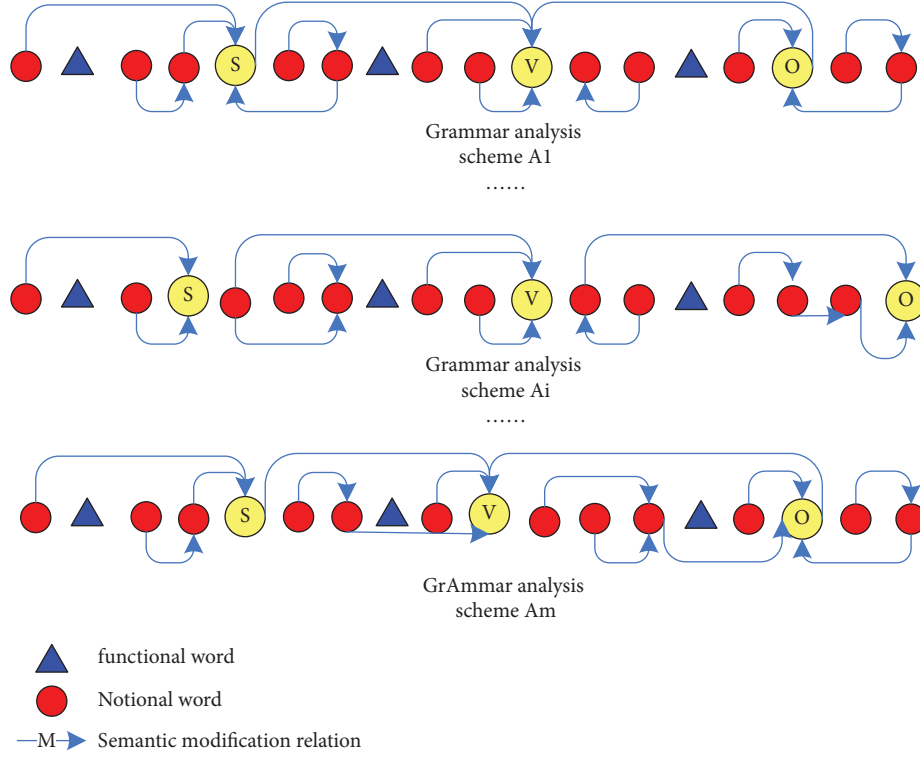 S V O
Grammar analysis
scheme A1
......
S V O
Grammar analysis
scheme Ai
......
S V O
GrAmmar analysis
scheme Am
functional word
Notional word
M Semantic modification relation